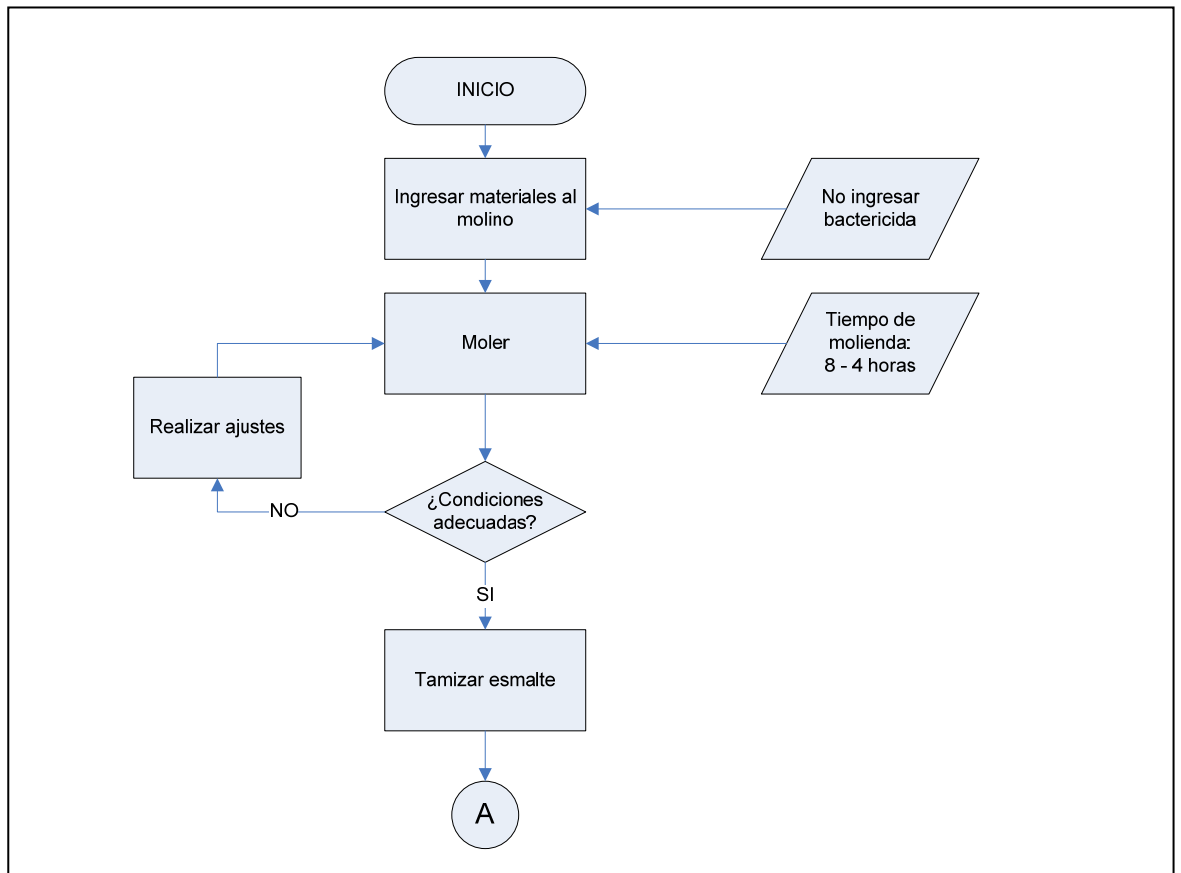 INICIO
Ingresar materiales al
molino
No ingresar
bactericida
Moler
Tiempo de
molienda:
8 - 4 horas
Realizar ajustes
¿Condiciones
adecuadas?
NO
SI
Tamizar esmalte
A